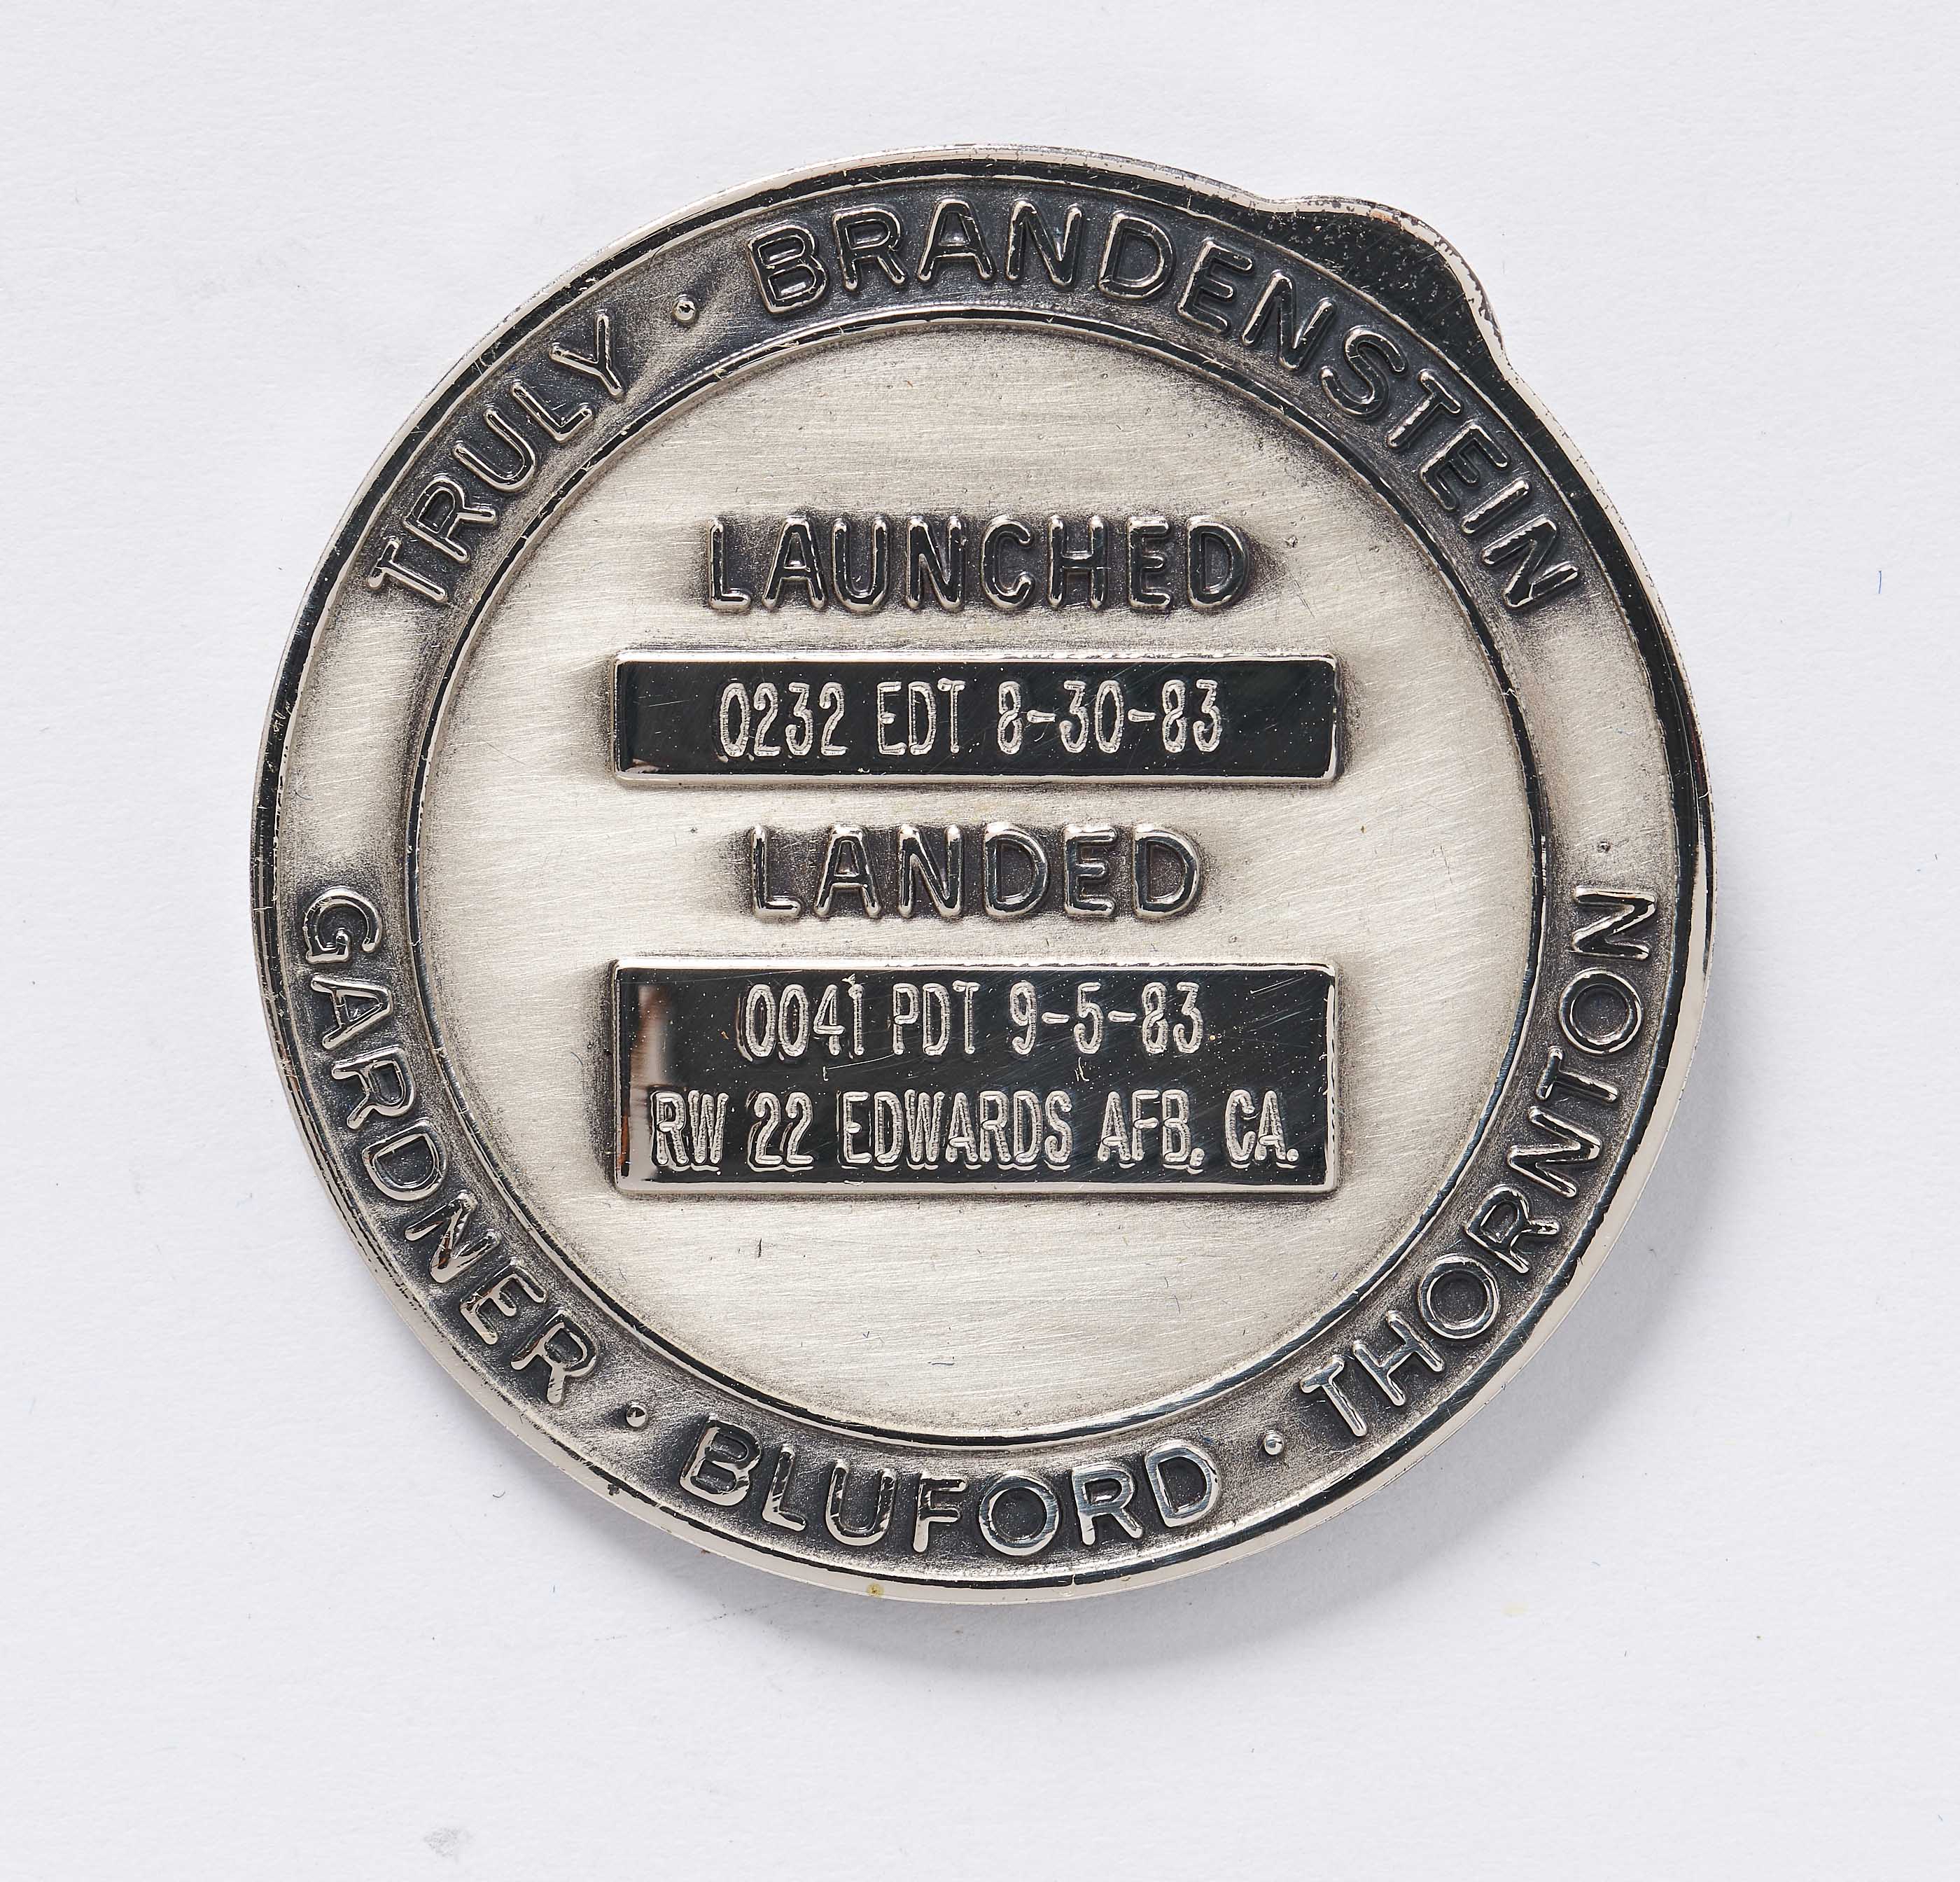 TRULY · BRANDENSTEIN
LAUNCHED
0232 EDT 8-30-83
LANDED
0041 PDT 9-5-83
RW 22 EDWARDS AFB, CA.
GARDNER · BLUFORD · THORNTON